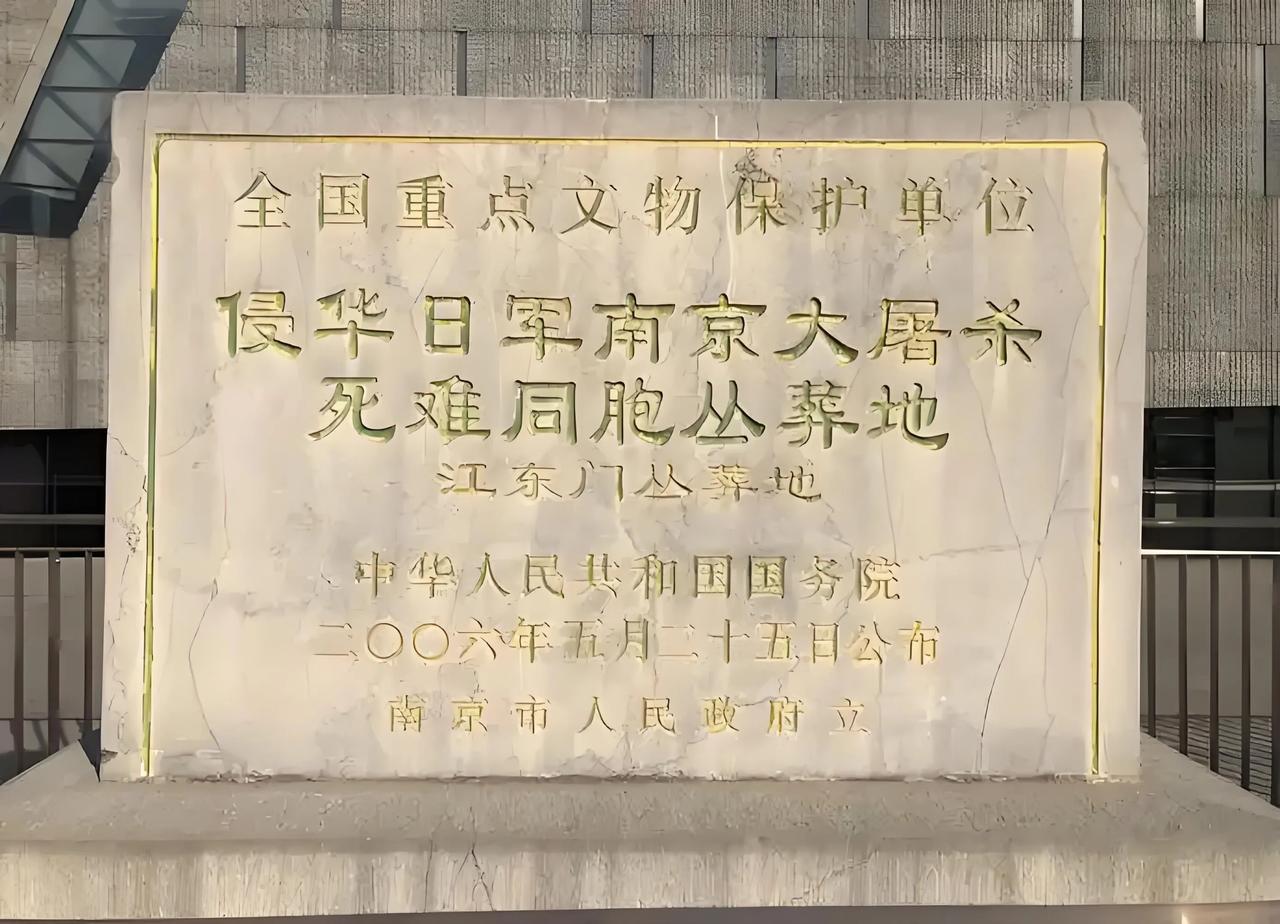 全国重点文物保护单位
侵华日军南京大屠杀
死难同胞丛葬地
江东门丛葬地
中华人民共和国国务院
二〇〇六年五月二十五日公布
南京市人民政府立